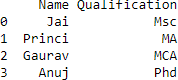 Name Qualification
0 Jai Msc
1 Princi MA
2 Gaurav MCA
3 Anuj Phd